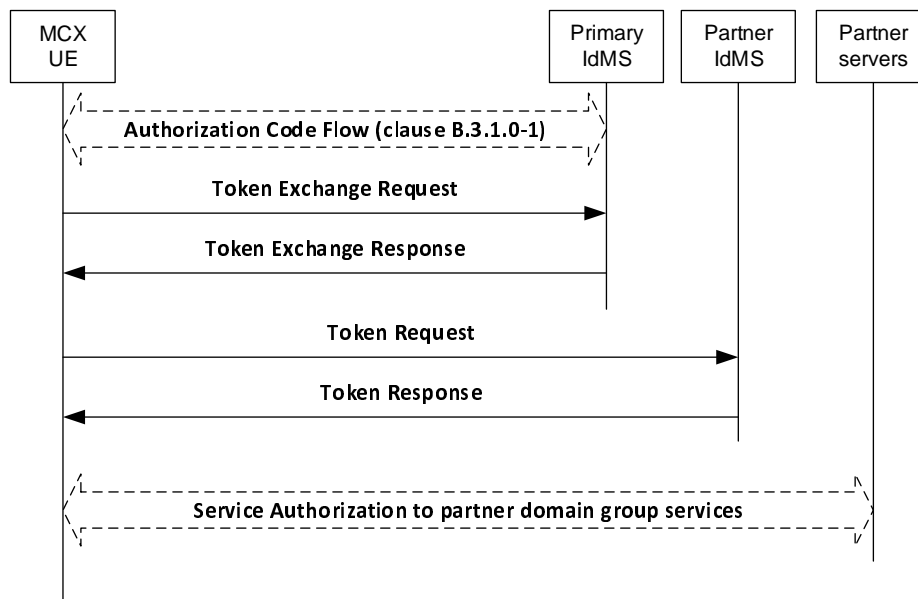 MCX
UE
Primary
IdMS
Partner
IdMS
Partner
servers
Authorization Code Flow (clause B.3.1.0-1)
Token Exchange Request
Token Exchange Response
Token Request
Token Response
Service Authorization to partner domain group services